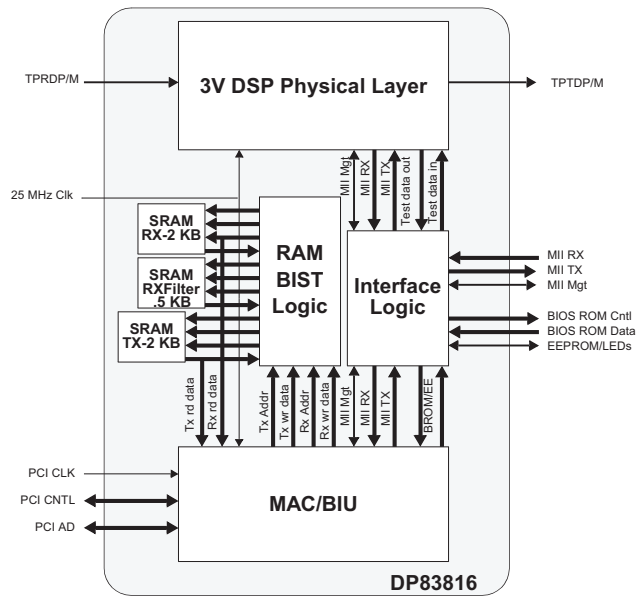 TPRDP/M
3V DSP Physical Layer
TPTDP/M
25 MHz Clk
MII Mgt
MII RX
MII TX
Test data out
Test data in
SRAM
RX-2 KB
SRAM
RXFilter
.5 KB
SRAM
TX-2 KB
RAM
BIST
Logic
Interface
Logic
MII RX
MII TX
MII Mgt
BIOS ROM Cntl
BIOS ROM Data
EEPROM/LEDs
Tx rd data
Rx rd data
Tx Addr
Tx wr data
Rx Addr
Rx wr data
MII Mgt
MII RX
MII TX
BROM/EE
PCI CLK
PCI CNTL
PCI AD
MAC/BIU
DP83816